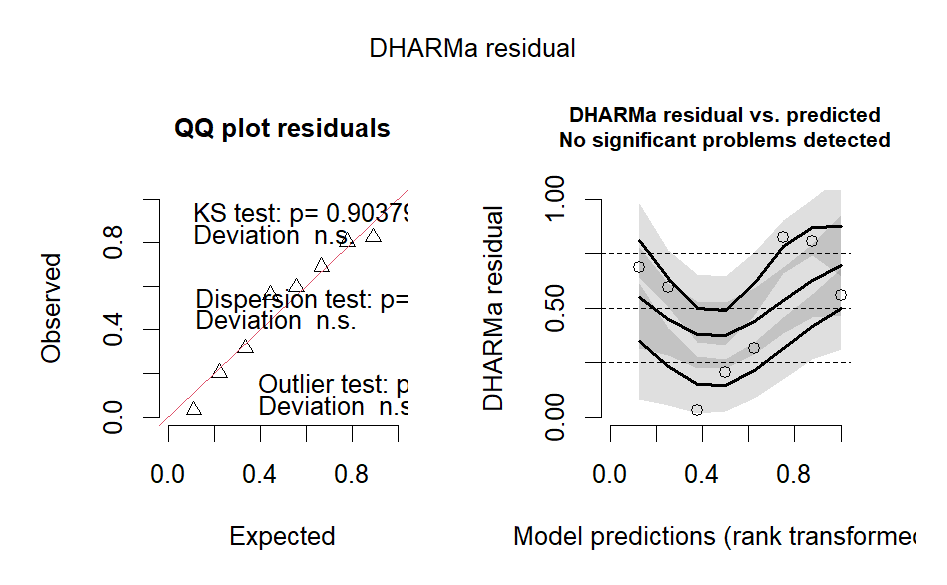 DHARMa residual
QQ plot residuals
KS test: p= 0.90379
Deviation n.s.
Dispersion test: p=
Deviation n.s.
Outlier test: p
Deviation n.s
Observed
0.0
0.4
0.8
0.0
0.4
0.8
Expected
DHARMa residual vs. predicted
No significant problems detected
DHARMa residual
0.00
0.50
1.00
0.0
0.4
0.8
Model predictions (rank transformed